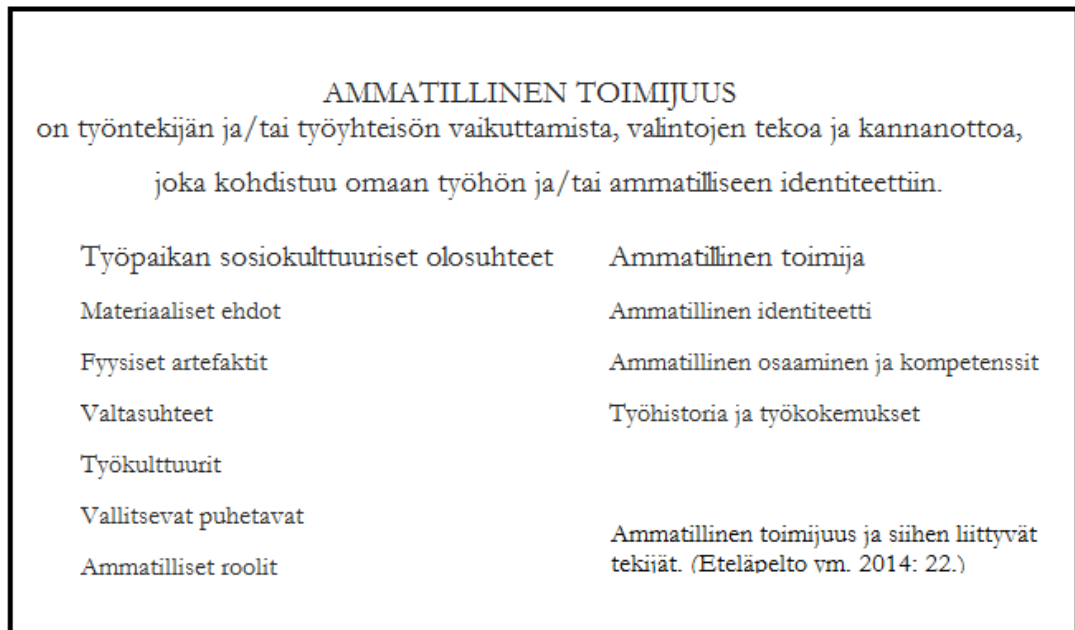 AMMATILLINEN TOIMIJUUS
on työntekijän ja/tai työyhteisön vaikuttamista, valintojen tekoa ja kannanottoa,
joka kohdistuu omaan työhön ja/tai ammatilliseen identiteettiin.
Työpaikan sosiokulttuuriset olosuhteet
Materiaaliset ehdot
Fyysiset artefaktit
Valtasuhteet
Työkulttuurit
Vallitsevat puhetavat
Ammatilliset roolit
Ammatillinen toimija
Ammatillinen identiteetti
Ammatillinen osaaminen ja kompetenssit
Työhistoria ja työkokemukset
Ammatillinen toimijuus ja siihen liittyvät
tekijät. (Eteläpelto ym. 2014: 22.)